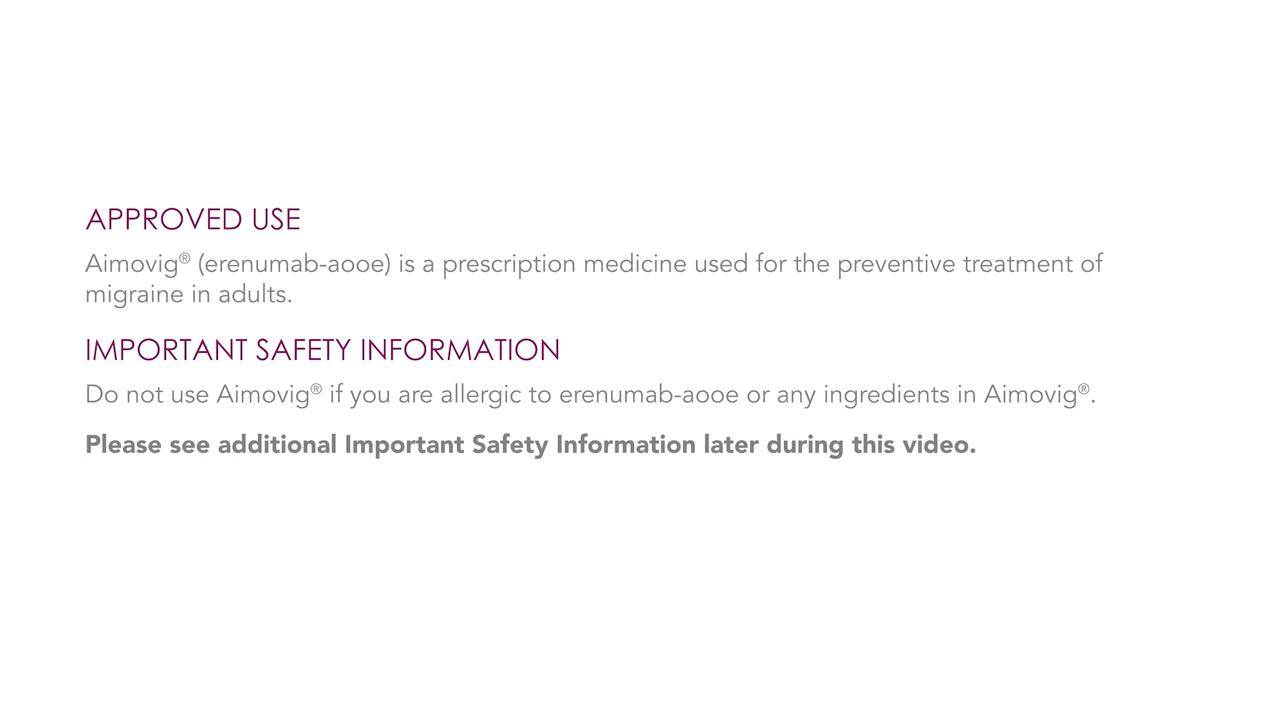 APPROVED USE
Aimovig® (erenumab-aooe) is a prescription medicine used for the preventive treatment of
migraine in adults.
IMPORTANT SAFETY INFORMATION
Do not use Aimovig® if you are allergic to erenumab-aooe or any ingredients in Aimovig®.
Please see additional Important Safety Information later during this video.